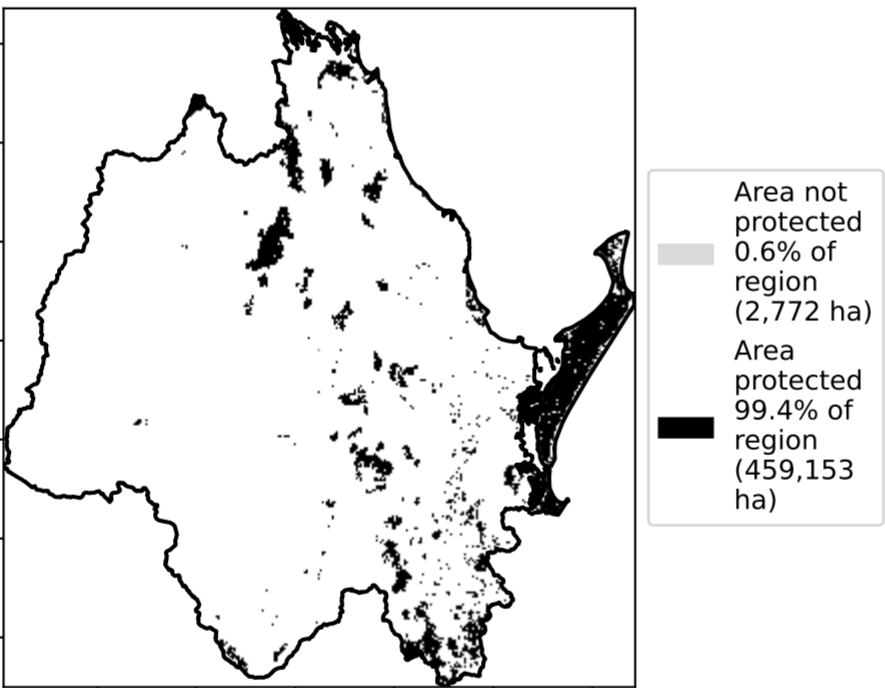 Area not
protected
0.6% of
region
(2,772 ha)
Area
protected
99.4% of
region
(459,153
ha)